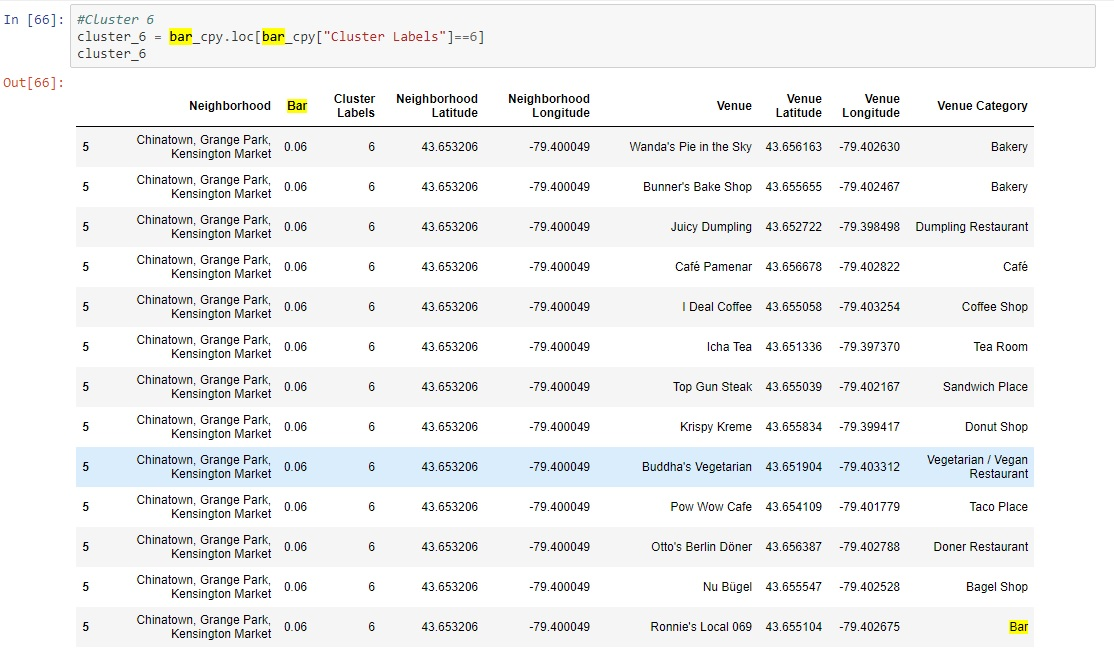 In [66]: #Cluster 6
cluster_6 = bar_cpy.loc[bar_cpy["Cluster Labels"]==6]
cluster_6
Out[66]:
Neighborhood Bar Cluster Labels Neighborhood Latitude Neighborhood Longitude Venue Venue Latitude Venue Longitude Venue Category
5 Chinatown, Grange Park, Kensington Market 0.06 6 43.653206 -79.400049 Wanda's Pie in the Sky 43.656163 -79.402630 Bakery
5 Chinatown, Grange Park, Kensington Market 0.06 6 43.653206 -79.400049 Bunner's Bake Shop 43.655655 -79.402467 Bakery
5 Chinatown, Grange Park, Kensington Market 0.06 6 43.653206 -79.400049 Juicy Dumpling 43.652722 -79.398498 Dumpling Restaurant
5 Chinatown, Grange Park, Kensington Market 0.06 6 43.653206 -79.400049 Café Pamenar 43.656678 -79.402822 Café
5 Chinatown, Grange Park, Kensington Market 0.06 6 43.653206 -79.400049 I Deal Coffee 43.655058 -79.403254 Coffee Shop
5 Chinatown, Grange Park, Kensington Market 0.06 6 43.653206 -79.400049 Icha Tea 43.651336 -79.397370 Tea Room
5 Chinatown, Grange Park, Kensington Market 0.06 6 43.653206 -79.400049 Top Gun Steak 43.655039 -79.402167 Sandwich Place
5 Chinatown, Grange Park, Kensington Market 0.06 6 43.653206 -79.400049 Krispy Kreme 43.655834 -79.399417 Donut Shop
5 Chinatown, Grange Park, Kensington Market 0.06 6 43.653206 -79.400049 Buddha's Vegetarian 43.651904 -79.403312 Vegetarian / Vegan Restaurant
5 Chinatown, Grange Park, Kensington Market 0.06 6 43.653206 -79.400049 Pow Wow Cafe 43.654109 -79.401779 Taco Place
5 Chinatown, Grange Park, Kensington Market 0.06 6 43.653206 -79.400049 Otto's Berlin Döner 43.656387 -79.402788 Doner Restaurant
5 Chinatown, Grange Park, Kensington Market 0.06 6 43.653206 -79.400049 Nu Bügel 43.655547 -79.402528 Bagel Shop
5 Chinatown, Grange Park, Kensington Market 0.06 6 43.653206 -79.400049 Ronnie's Local 069 43.655104 -79.402675 Bar